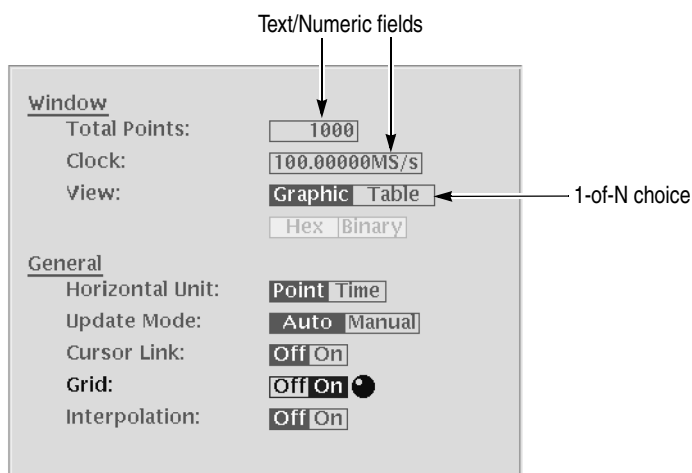 Text/Numeric fields
Window
Total Points: 1000
Clock: 100.00000MS/s
View: Graphic Table
1-of-N choice
Hex Binary
General
Horizontal Unit: Point Time
Update Mode: Auto Manual
Cursor Link: Off On
Grid: Off On
Interpolation: Off On